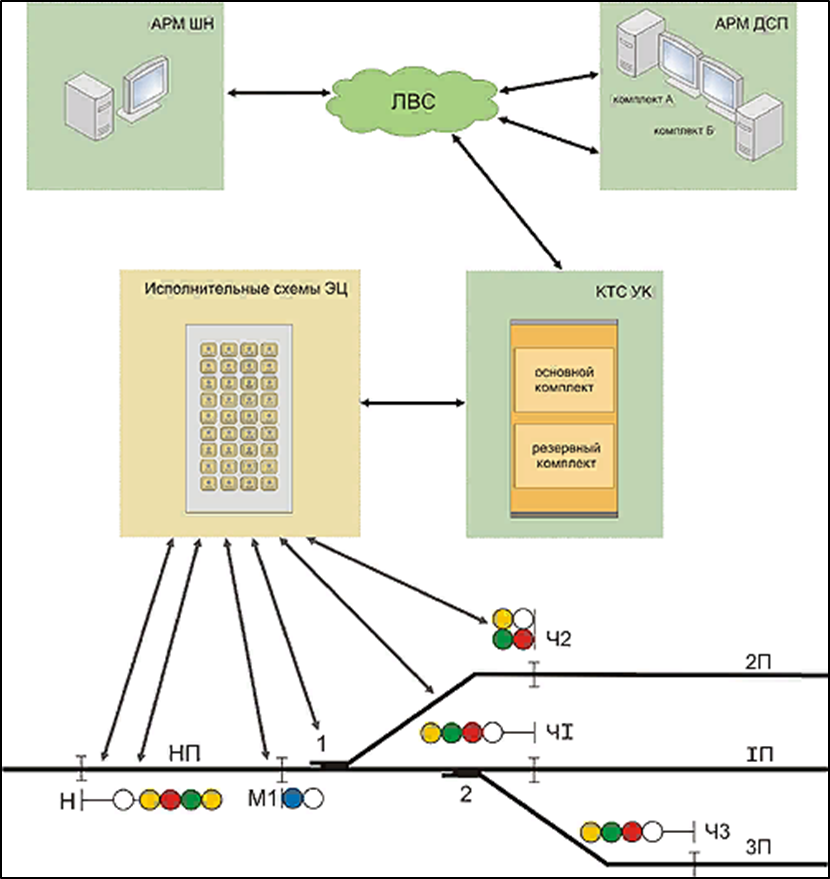 АРМ ШН
АРМ ДСП
ЛВС
комплект А
комплект Б
Исполнительные схемы ЭЦ
КТС УК
основной
комплект
резервный
комплект
Ч2
2П
ЧI
1
НП
IП
Н
М1
2
Ч3
3П